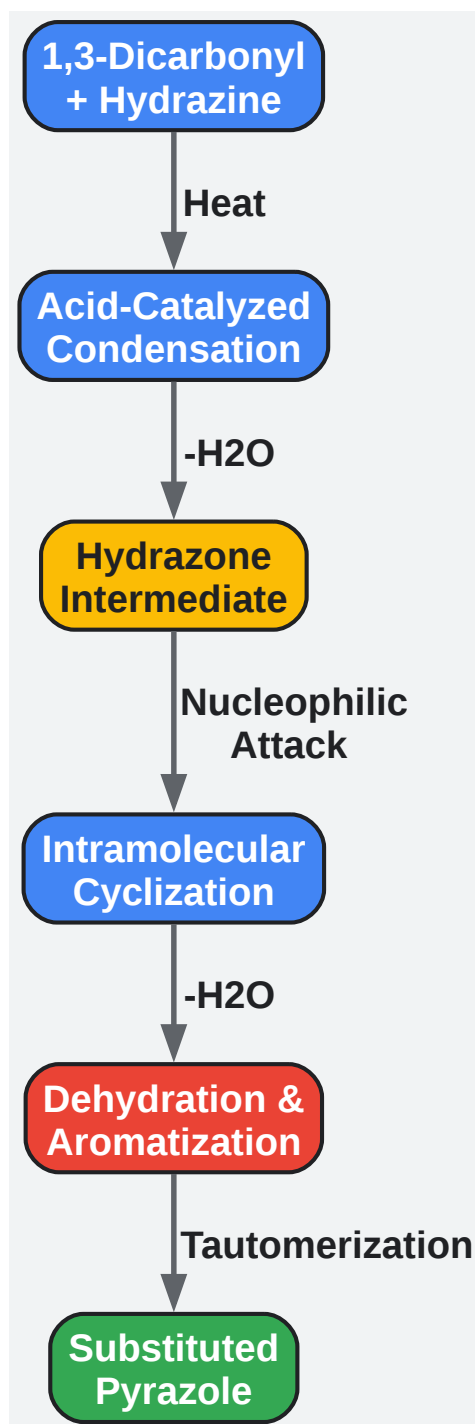 1,3-Dicarbonyl
+ Hydrazine
Heat
Acid-Catalyzed
Condensation
-H2O
Hydrazone
Intermediate
Nucleophilic
Attack
Intramolecular
Cyclization
-H2O
Dehydration &
Aromatization
Tautomerization
Substituted
Pyrazole